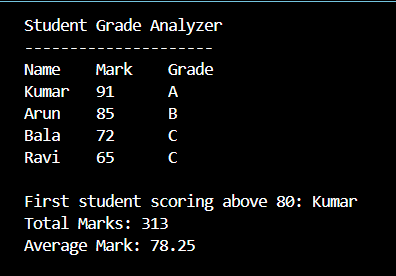 Student Grade Analyzer
---------------------
Name Mark Grade
Kumar 91 A
Arun 85 B
Bala 72 C
Ravi 65 C
First student scoring above 80: Kumar
Total Marks: 313
Average Mark: 78.25